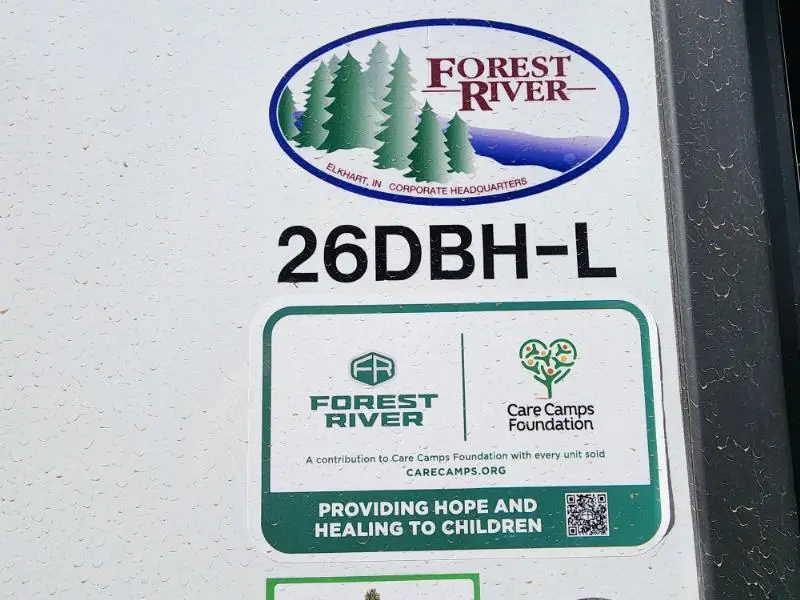 FOREST
RIVER
ELKHART, IN CORPORATE HEADQUARTERS
26DBH-L
FR
FOREST
RIVER
Care Camps
Foundation
A contribution to Care Camps Foundation with every unit sold
CARECAMPS.ORG
PROVIDING HOPE AND
HEALING TO CHILDREN